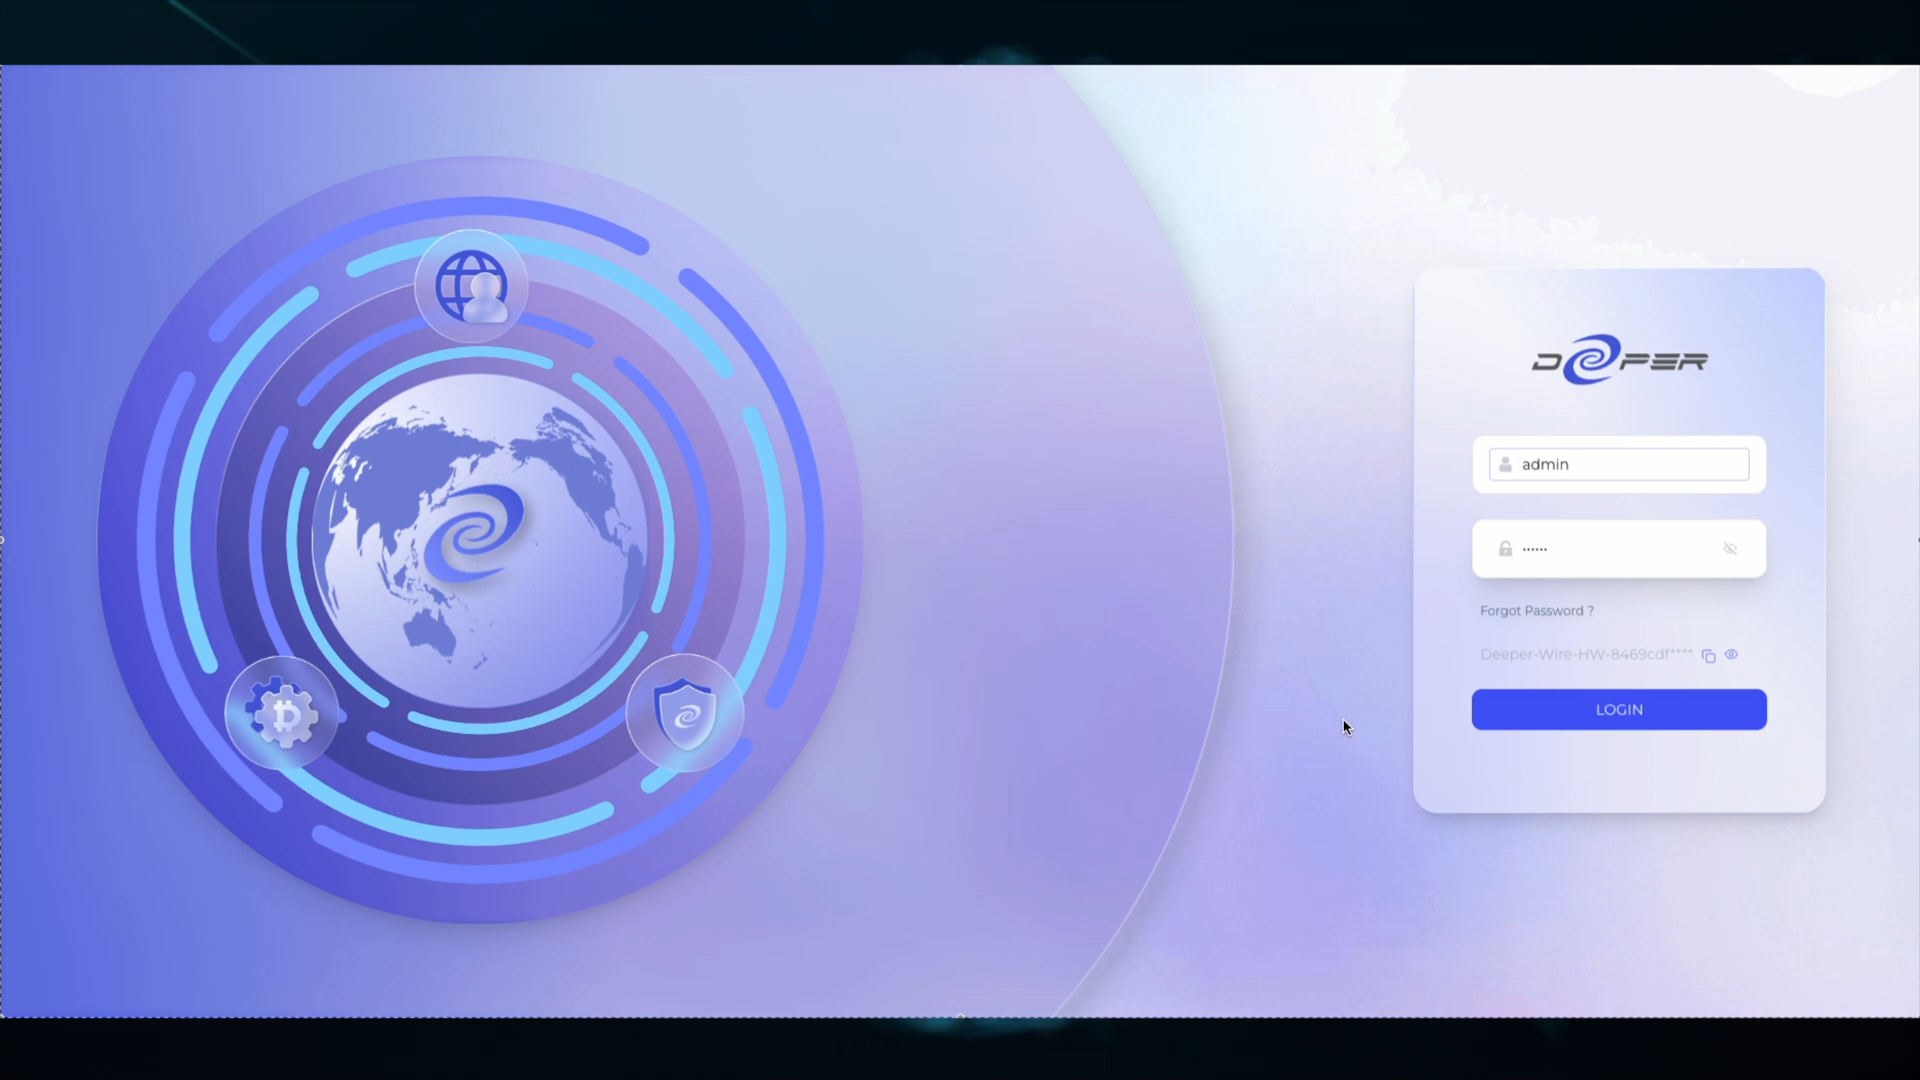 DEEPER
admin
••••••
Forgot Password ?
Deeper-Wire-HW-8469cdf****
LOGIN